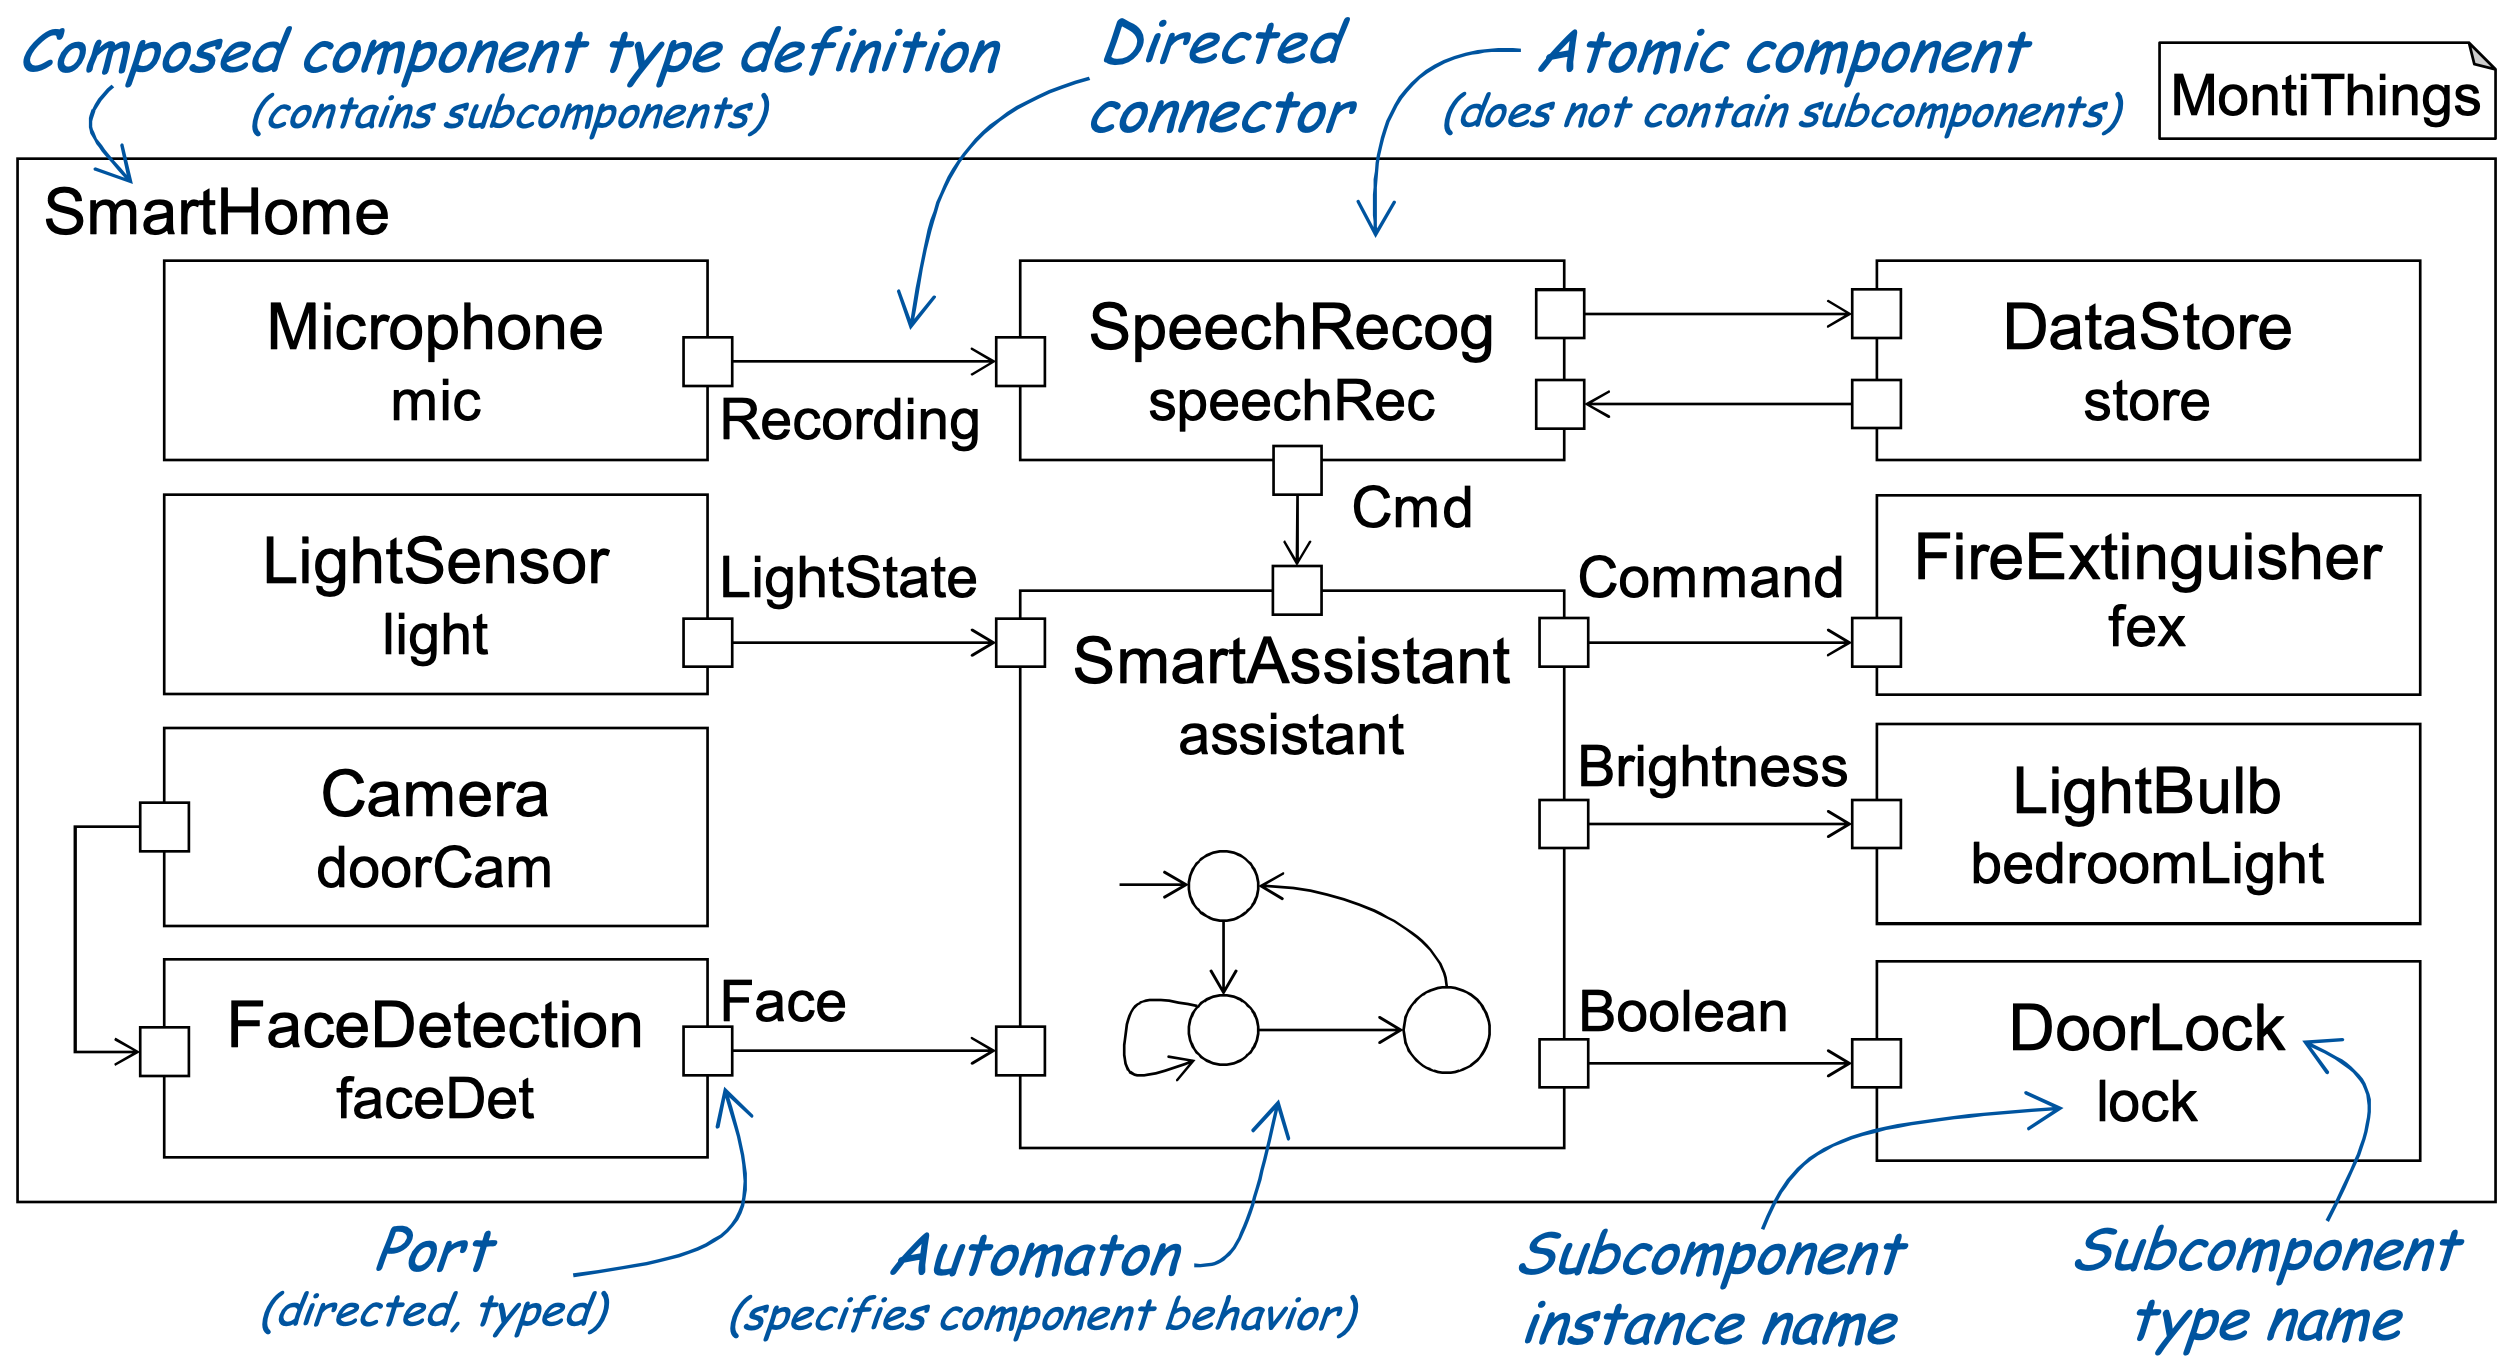 Composed component type definition
(contains subcomponents)
Directed
connector
Atomic component
(does not contain subcomponents)
MontiThings
SmartHome
Microphone
mic
Recording
SpeechRecog
speechRec
DataStore
store
Cmd
LightSensor
light
LightState
SmartAssistant
assistant
Command
FireExtinguisher
fex
Camera
doorCam
Brightness
LightBulb
bedroomLight
FaceDetection
faceDet
Face
Boolean
DoorLock
lock
Port
(directed, typed)
Automaton
(specifies component behavior)
Subcomponent
instance name
Subcomponent
type name